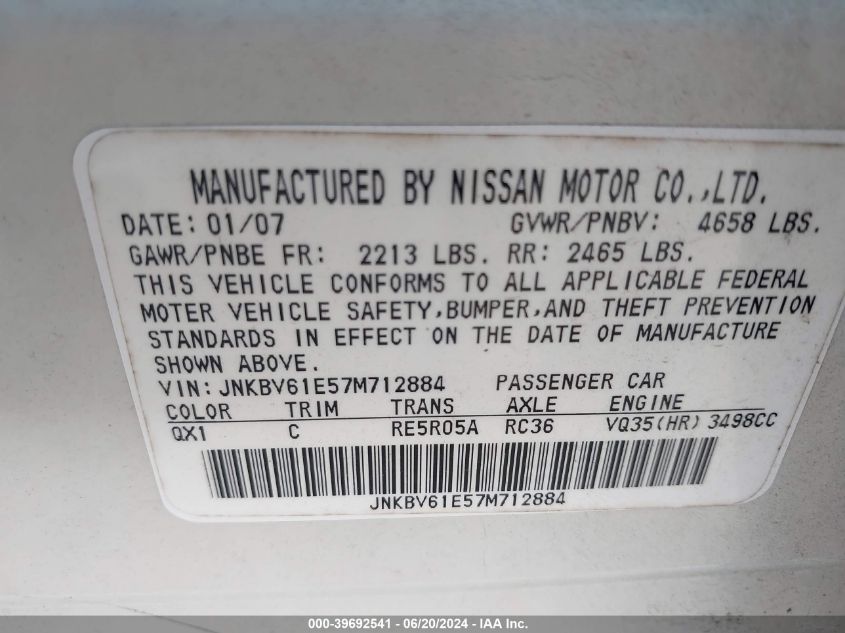 MANUFACTURED BY NISSAN MOTOR CO.,LTD.
DATE: 01/07 GVWR/PNBV: 4658 LBS.
GAWR/PNBE FR: 2213 LBS. RR: 2465 LBS.
THIS VEHICLE CONFORMS TO ALL APPLICABLE FEDERAL
MOTER VEHICLE SAFETY,BUMPER,AND THEFT PREVENTION
STANDARDS IN EFFECT ON THE DATE OF MANUFACTURE
SHOWN ABOVE.
VIN: JNKBV61E57M712884 PASSENGER CAR
COLOR TRIM TRANS AXLE ENGINE
QX1 C RE5R05A RC36 VQ35(HR) 3498CC
JNKBV61E57M712884
000-39692541 - 06/20/2024 - IAA Inc.